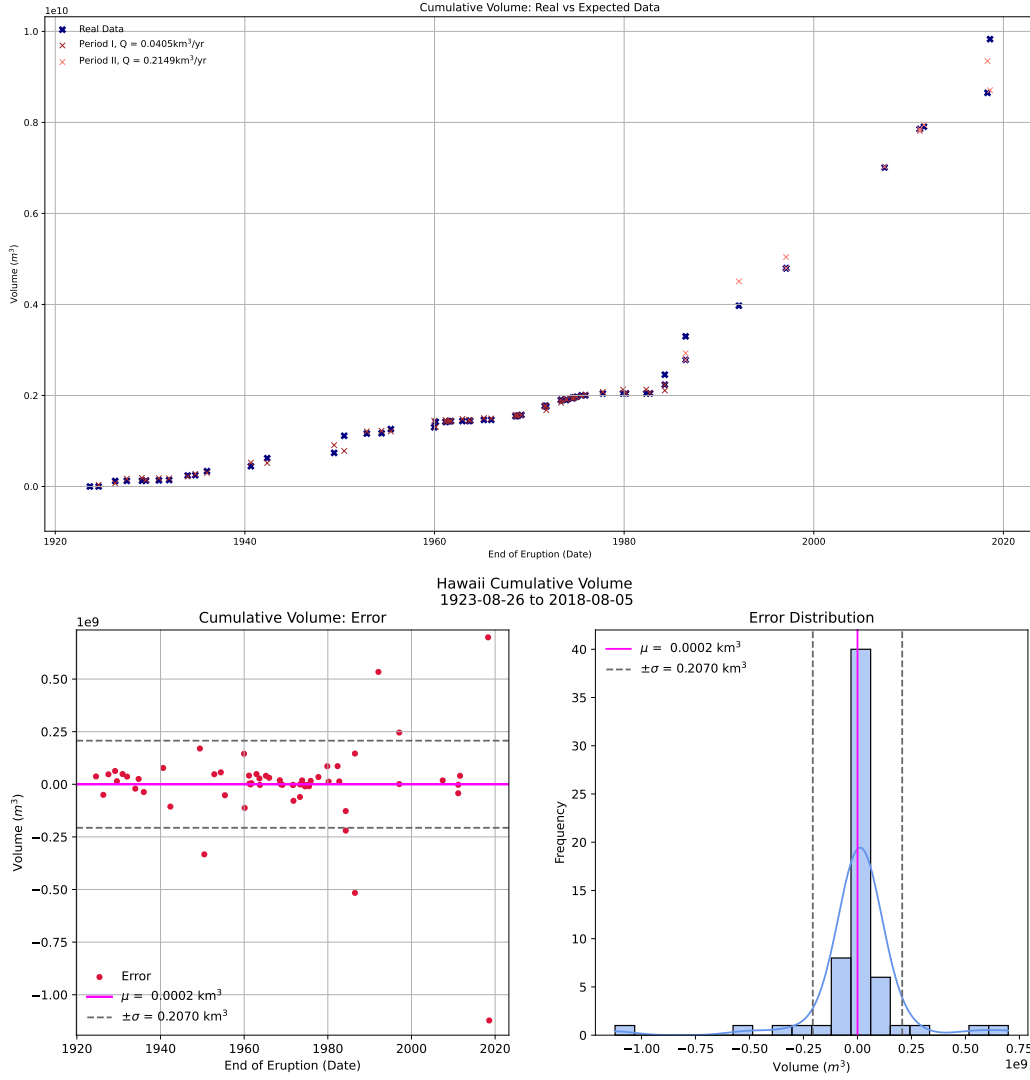 Cumulative Volume: Real vs Expected Data
1e10
Real Data
Period I, Q = 0.0405km³/yr
Period II, Q = 0.2149km³/yr
1.0
0.8
0.6
0.4
0.2
0.0
Volume (m³)
1920 1940 1960 1980 2000 2020
End of Eruption (Date)
Hawaii Cumulative Volume
1923-08-26 to 2018-08-05
Cumulative Volume: Error
1e9
0.50
0.25
0.00
−0.25
−0.50
−0.75
−1.00
Volume (m³)
Error
μ = 0.0002 km³
±σ = 0.2070 km³
1920 1940 1960 1980 2000 2020
End of Eruption (Date)
Error Distribution
μ = 0.0002 km³
±σ = 0.2070 km³
40
35
30
25
20
15
10
5
0
Frequency
−1.00 −0.75 −0.50 −0.25 0.00 0.25 0.50 0.75
1e9
Volume (m³)